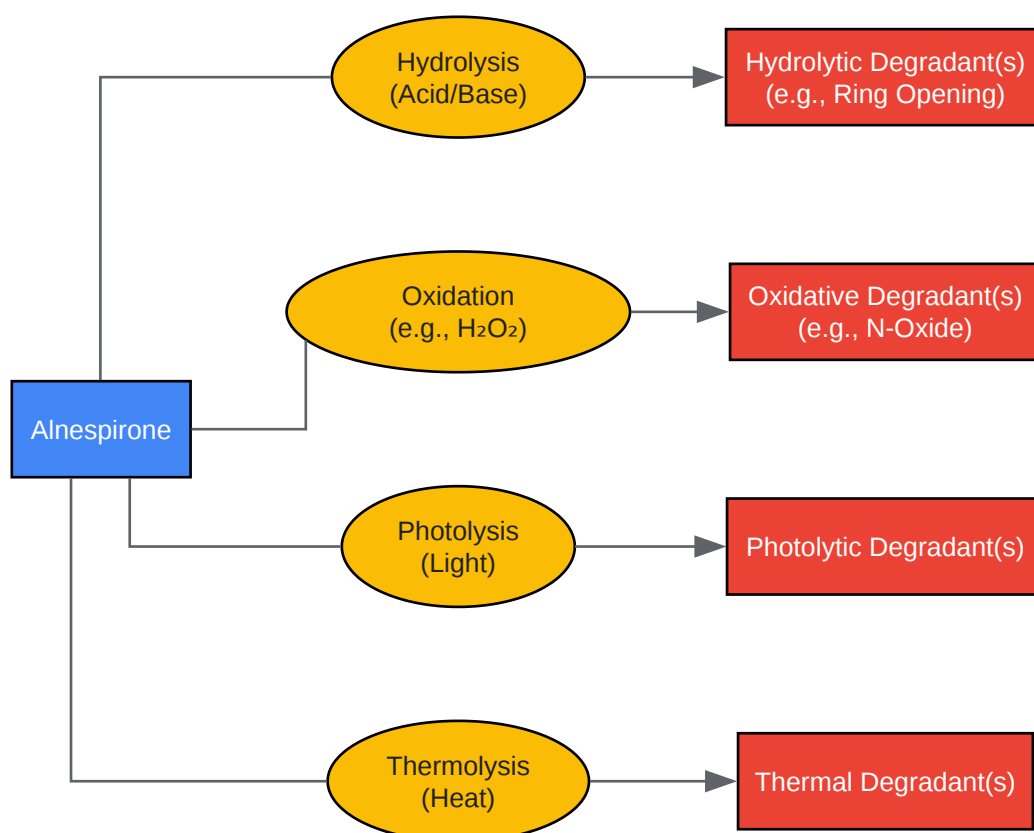 Hydrolysis
(Acid/Base)
Hydrolytic Degradant(s)
(e.g., Ring Opening)
Oxidation
(e.g., H₂O₂)
Oxidative Degradant(s)
(e.g., N-Oxide)
Alnespirone
Photolysis
(Light)
Photolytic Degradant(s)
Thermolysis
(Heat)
Thermal Degradant(s)